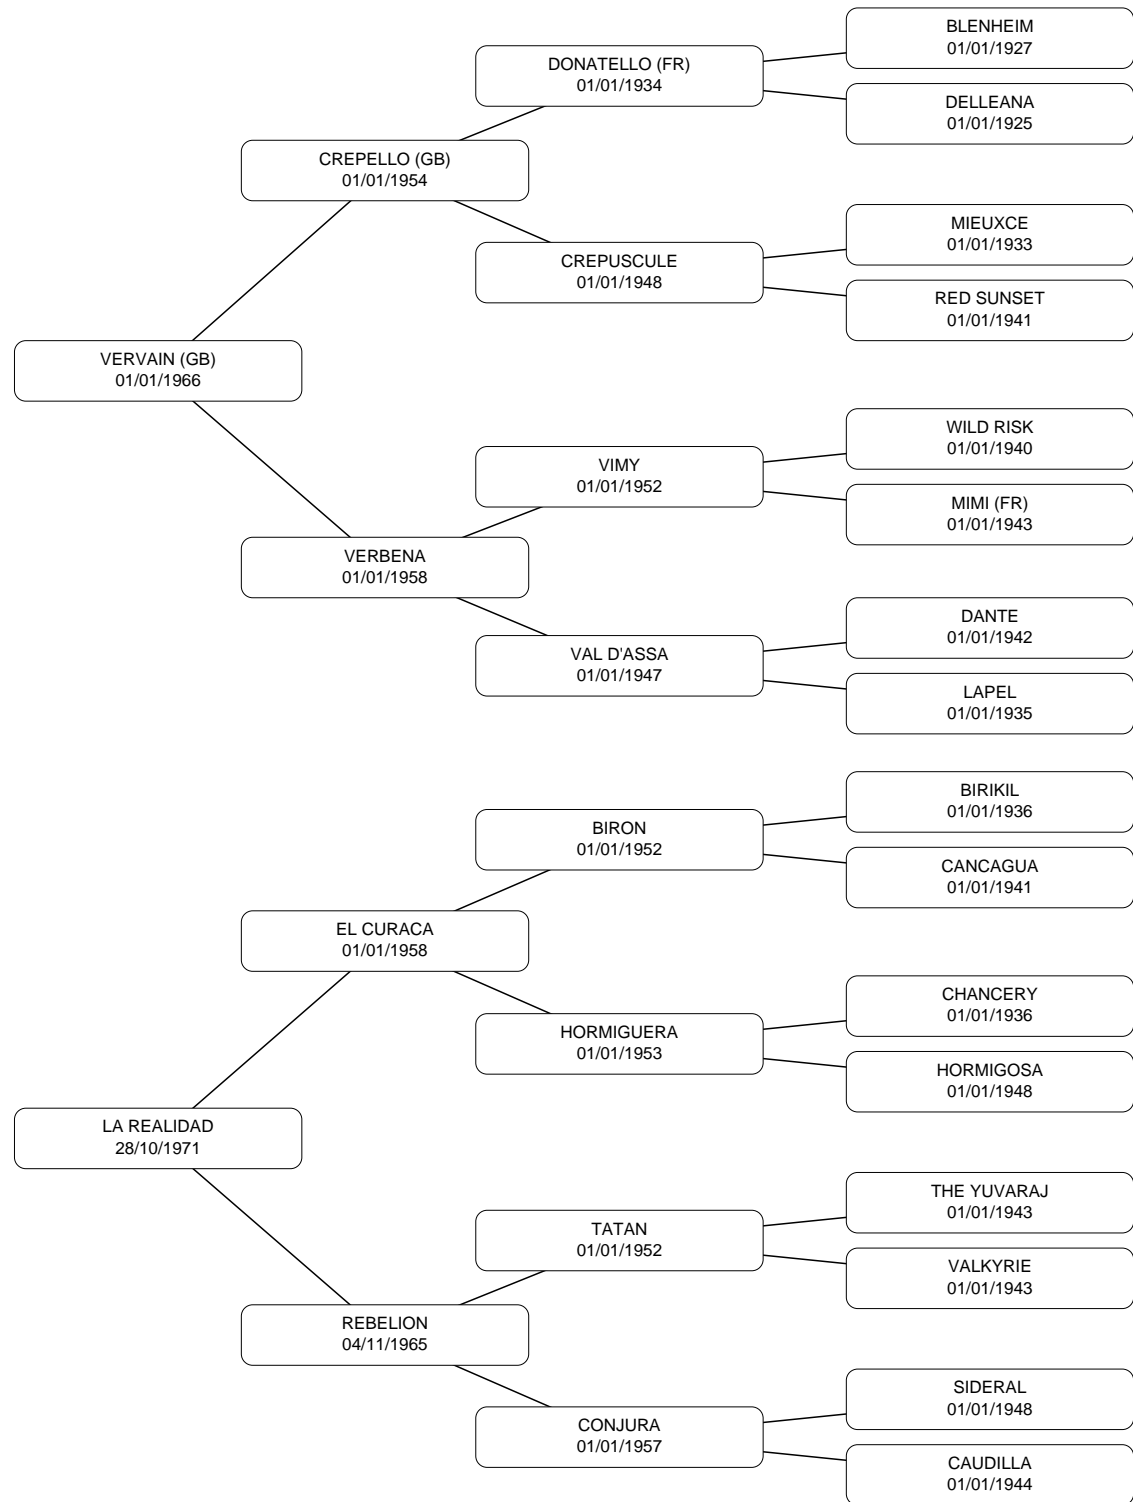 BLENHEIM
01/01/1927
DONATELLO (FR)
01/01/1934
DELLEANA
01/01/1925
CREPELLO (GB)
01/01/1954
MIEUXCE
01/01/1933
CREPUSCULE
01/01/1948
RED SUNSET
01/01/1941
VERVAIN (GB)
01/01/1966
WILD RISK
01/01/1940
VIMY
01/01/1952
MIMI (FR)
01/01/1943
VERBENA
01/01/1958
DANTE
01/01/1942
VAL D'ASSA
01/01/1947
LAPEL
01/01/1935
BIRIKIL
01/01/1936
BIRON
01/01/1952
CANCAGUA
01/01/1941
EL CURACA
01/01/1958
CHANCERY
01/01/1936
HORMIGUERA
01/01/1953
HORMIGOSA
01/01/1948
LA REALIDAD
28/10/1971
THE YUVARAJ
01/01/1943
TATAN
01/01/1952
VALKYRIE
01/01/1943
REBELION
04/11/1965
SIDERAL
01/01/1948
CONJURA
01/01/1957
CAUDILLA
01/01/1944